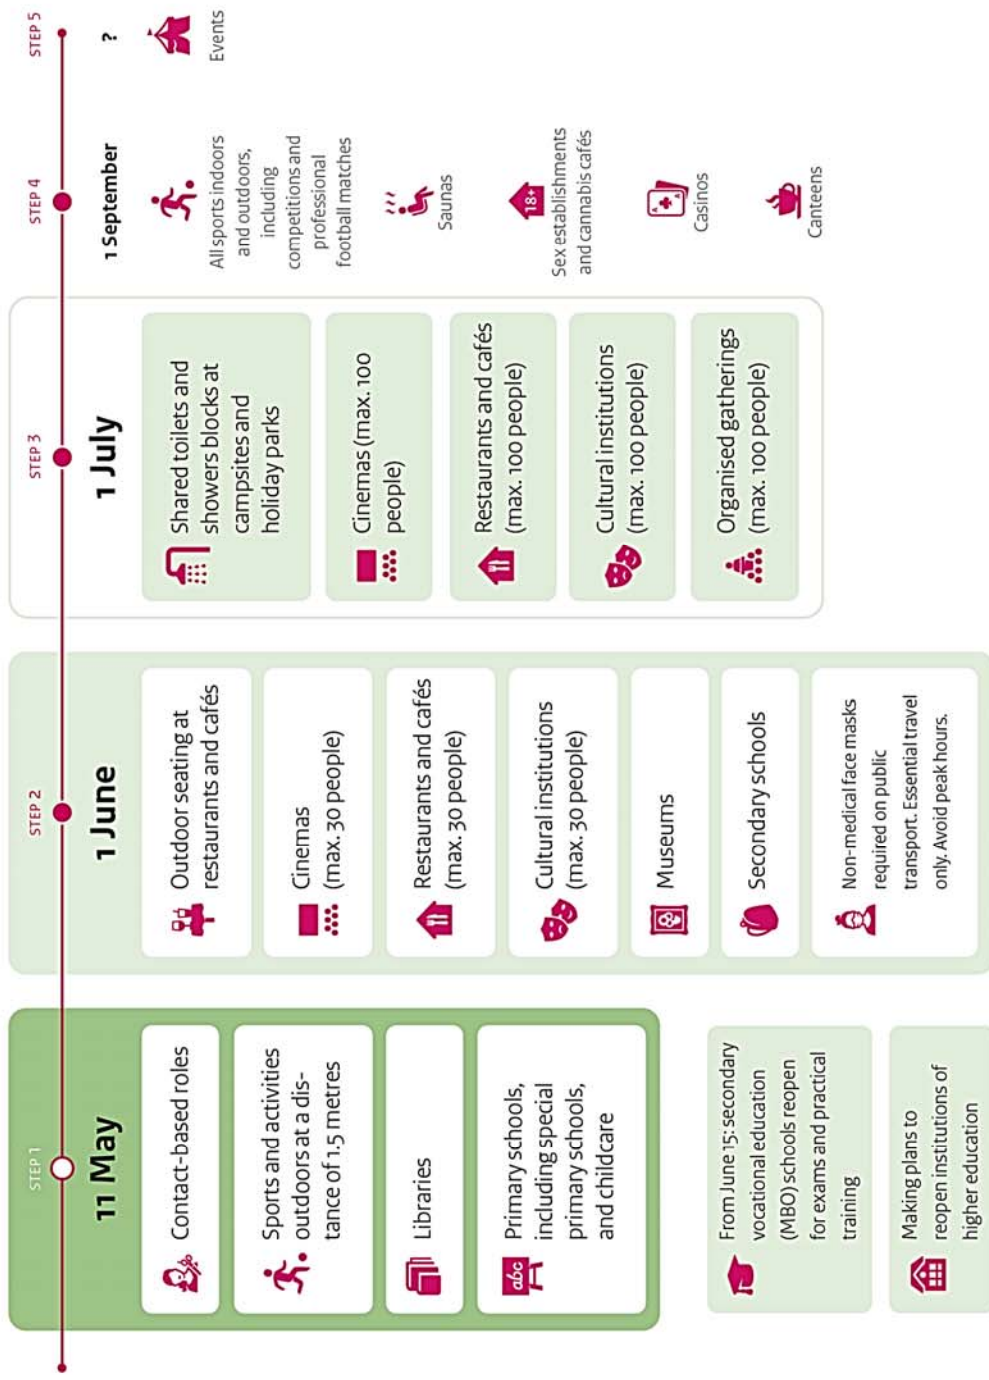 STEP 1
11 May
Contact-based roles
Sports and activities
outdoors at a dis-
tance of 1.5 metres
Libraries
abc
Primary schools,
including special
primary schools,
and childcare
From June 15: secondary
vocational education
(MBO) schools reopen
for exams and practical
training
Making plans to
reopen institutions of
higher education
STEP 2
1 June
Outdoor seating at
restaurants and cafés
Cinemas
(max. 30 people)
Restaurants and cafés
(max. 30 people)
Cultural institutions
(max. 30 people)
Museums
Secondary schools
Non-medical face masks
required on public
transport. Essential travel
only. Avoid peak hours.
STEP 3
1 July
Shared toilets and
showers blocks at
campsites and
holiday parks
Cinemas (max. 100
people)
Restaurants and cafés
(max. 100 people)
Cultural institutions
(max. 100 people)
Organised gatherings
(max. 100 people)
STEP 4
1 September
All sports indoors
and outdoors,
including
competitions and
professional
football matches
Saunas
18+
Sex establishments
and cannabis cafés
A
A
Casinos
Canteens
STEP 5
?
Events